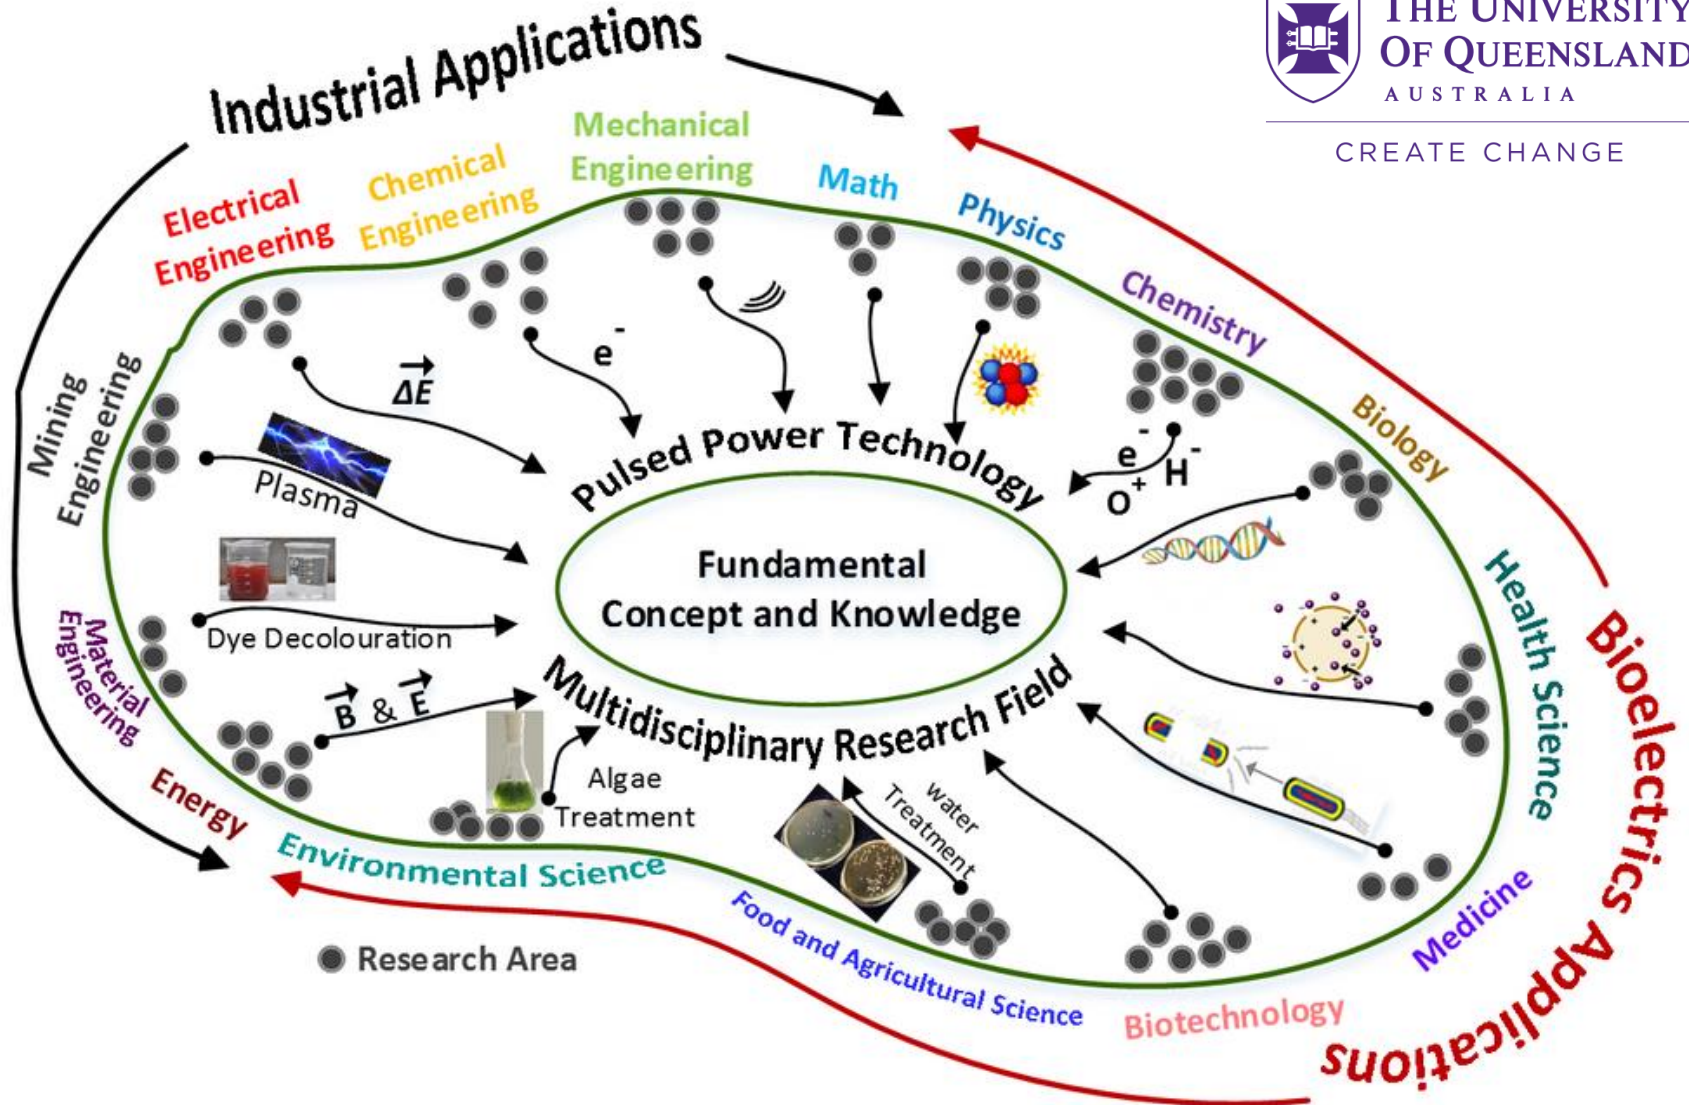 Industrial Applications
THE UNIVERSITY
OF QUEENSLAND
AUSTRALIA
CREATE CHANGE
Mechanical
Engineering
Chemical
Engineering
Electrical
Engineering
Math
Physics
Chemistry
Biology
Health Science
Medicine
Biotechnology
Food and Agricultural Science
Environmental Science
Energy
Material
Engineering
Mining
Engineering
Bioelectrics Applications
ΔE
e-
e- H-
O+
Plasma
Dye Decolouration
B & E
Algae
Treatment
water
Treatment
Pulsed Power Technology
Fundamental
Concept and Knowledge
Multidisciplinary Research Field
Research Area